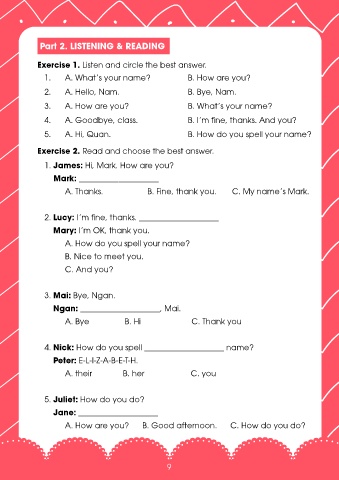 Part 2. LISTENING & READING
Exercise 1. Listen and circle the best answer.
1. A. What's your name? B. How are you?
2. A. Hello, Nam. B. Bye, Nam.
3. A. How are you? B. What's your name?
4. A. Goodbye, class. B. I'm fine, thanks. And you?
5. A. Hi, Quan. B. How do you spell your name?
Exercise 2. Read and choose the best answer.
1. James: Hi, Mark. How are you?
Mark: ____________________
A. Thanks. B. Fine, thank you. C. My name's Mark.
2. Lucy: I'm fine, thanks. ____________________
Mary: I'm OK, thank you.
A. How do you spell your name?
B. Nice to meet you.
C. And you?
3. Mai: Bye, Ngan.
Ngan: ____________________, Mai.
A. Bye B. Hi C. Thank you
4. Nick: How do you spell ____________________ name?
Peter: E-L-I-Z-A-B-E-T-H.
A. their B. her C. you
5. Juliet: How do you do?
Jane: ____________________
A. How are you? B. Good afternoon. C. How do you do?
9